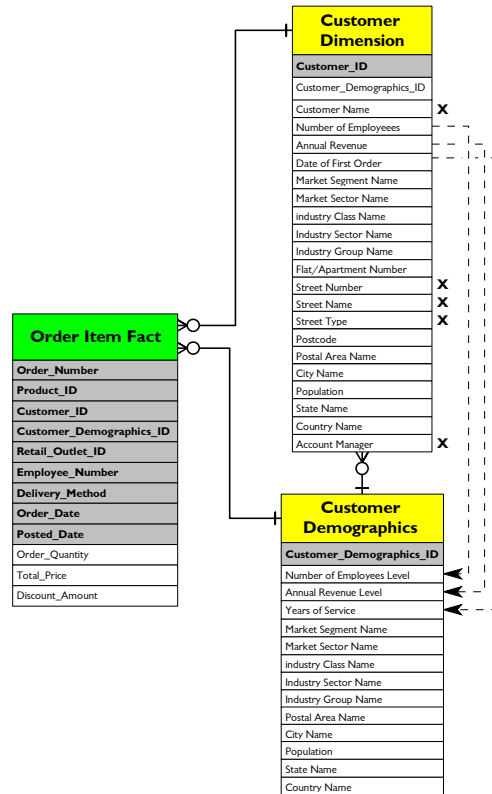 Customer
Dimension
Customer_ID
Customer_Demographics_ID
Customer Name X
Number of Employeees
Annual Revenue
Date of First Order
Market Segment Name
Market Sector Name
industry Class Name
Industry Sector Name
Industry Group Name
Flat/Apartment Number
Street Number X
Street Name X
Street Type X
Postcode
Postal Area Name
City Name
Population
State Name
Country Name
Account Manager X
Order Item Fact
Order_Number
Product_ID
Customer_ID
Customer_Demographics_ID
Retail_Outlet_ID
Employee_Number
Delivery_Method
Order_Date
Posted_Date
Order_Quantity
Total_Price
Discount_Amount
Customer
Demographics
Customer_Demographics_ID
Number of Employees Level
Annual Revenue Level
Years of Service
Market Segment Name
Market Sector Name
industry Class Name
Industry Sector Name
Industry Group Name
Postal Area Name
City Name
Population
State Name
Country Name